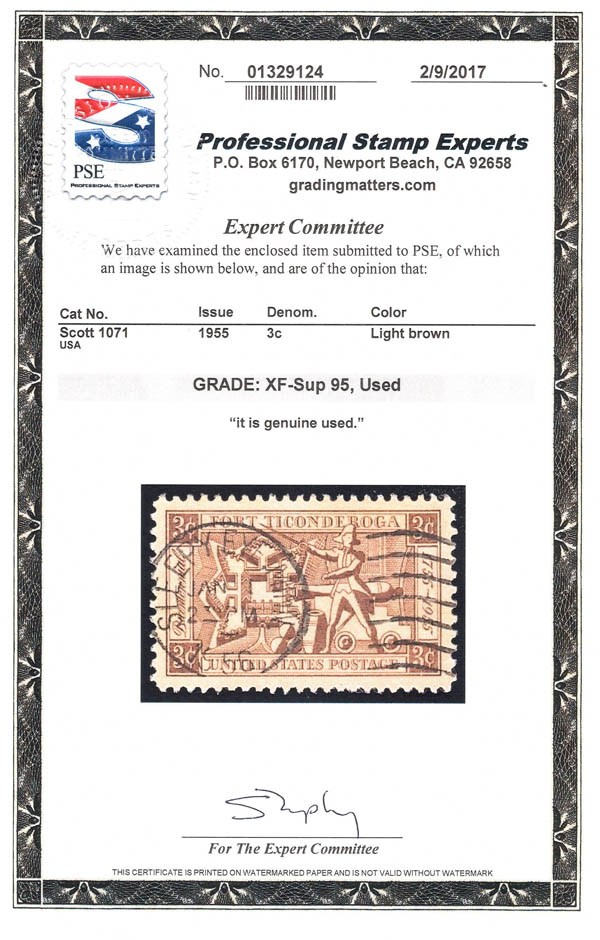 No. 01329124 2/9/2017
PSE
PROFESSIONAL STAMP EXPERTS
Professional Stamp Experts
P.O. Box 6170, Newport Beach, CA 92658
gradingmatters.com
Expert Committee
We have examined the enclosed item submitted to PSE, of which
an image is shown below, and are of the opinion that:
Cat No. Issue Denom. Color
Scott 1071 1955 3c Light brown
USA
GRADE: XF-Sup 95, Used
“it is genuine used.”
3c FORT TICONDEROGA 3c
1755-1955
3c UNITED STATES POSTAGE 3c
For The Expert Committee
THIS CERTIFICATE IS PRINTED ON WATERMARKED PAPER AND IS NOT VALID WITHOUT WATERMARK